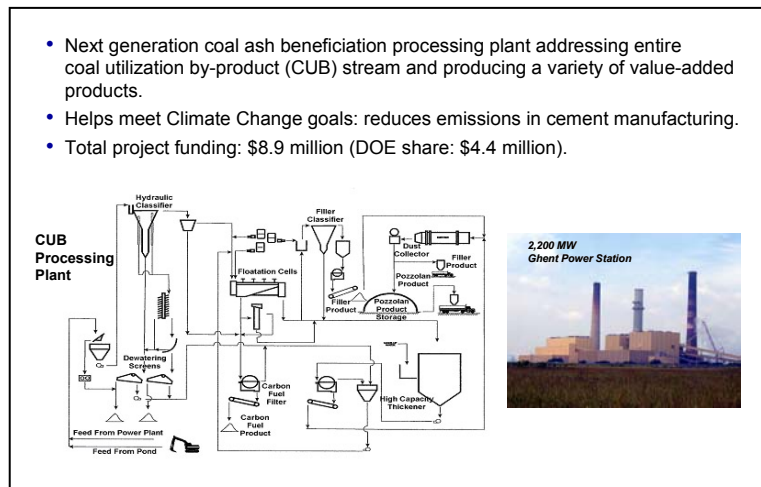 • Next generation coal ash beneficiation processing plant addressing entire
coal utilization by-product (CUB) stream and producing a variety of value-added
products.
• Helps meet Climate Change goals: reduces emissions in cement manufacturing.
• Total project funding: $8.9 million (DOE share: $4.4 million).
CUB
Processing
Plant
Hydraulic
Classifier
Filler
Classifier
Dust
Collector
Filler
Product
Pozzolan
Product
Floatation Cells
Filler
Product
Pozzolan
Product
Storage
Dewatering
Screens
Carbon
Fuel
Filter
High Capacity
Thickener
Carbon
Fuel
Product
Feed From Power Plant
Feed From Pond
2,200 MW
Ghent Power Station